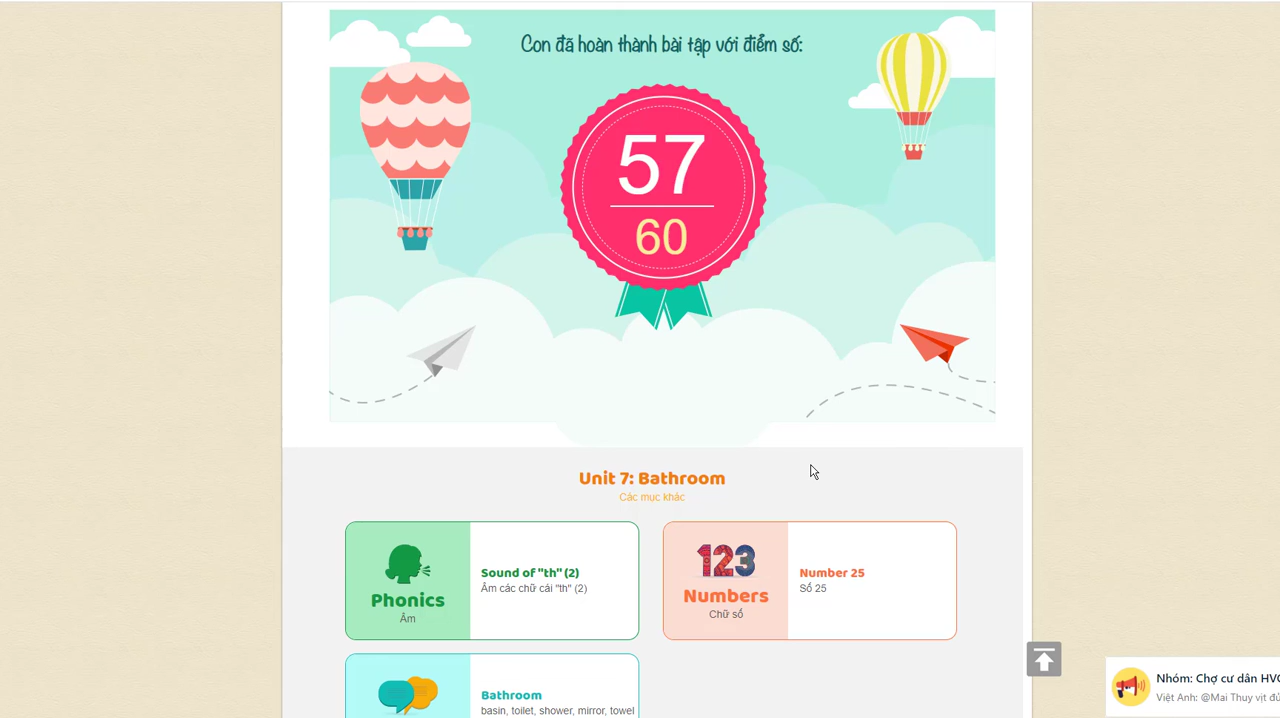 Con đã hoàn thành bài tập với điểm số:
57
60
Unit 7: Bathroom
Các mục khác
Phonics
Âm
Sound of "th" (2)
Âm các chữ cái "th" (2)
123
Numbers
Chữ số
Number 25
Số 25
Bathroom
basin, toilet, shower, mirror, towel
Nhóm: Chợ cư dân HVC
Việt Anh: @Mai Thuy vịt đủ